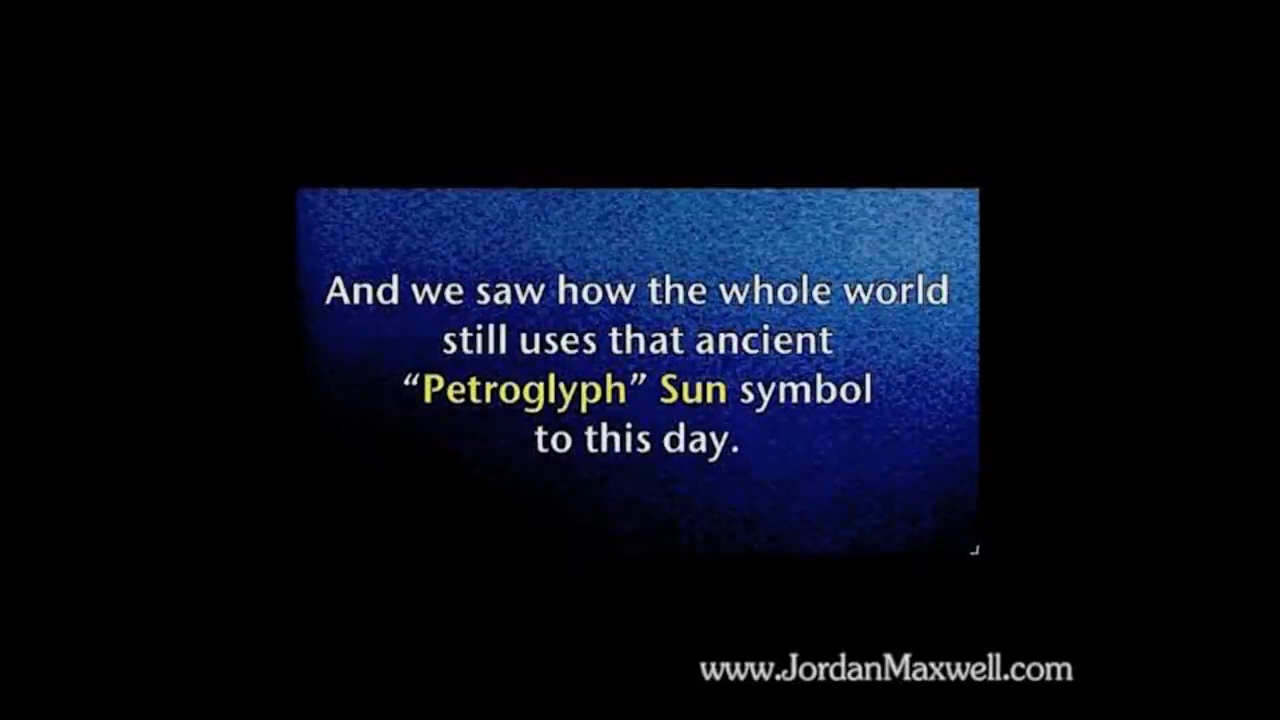 And we saw how the whole world
still uses that ancient
“Petroglyph” Sun symbol
to this day.
www.JordanMaxwell.com